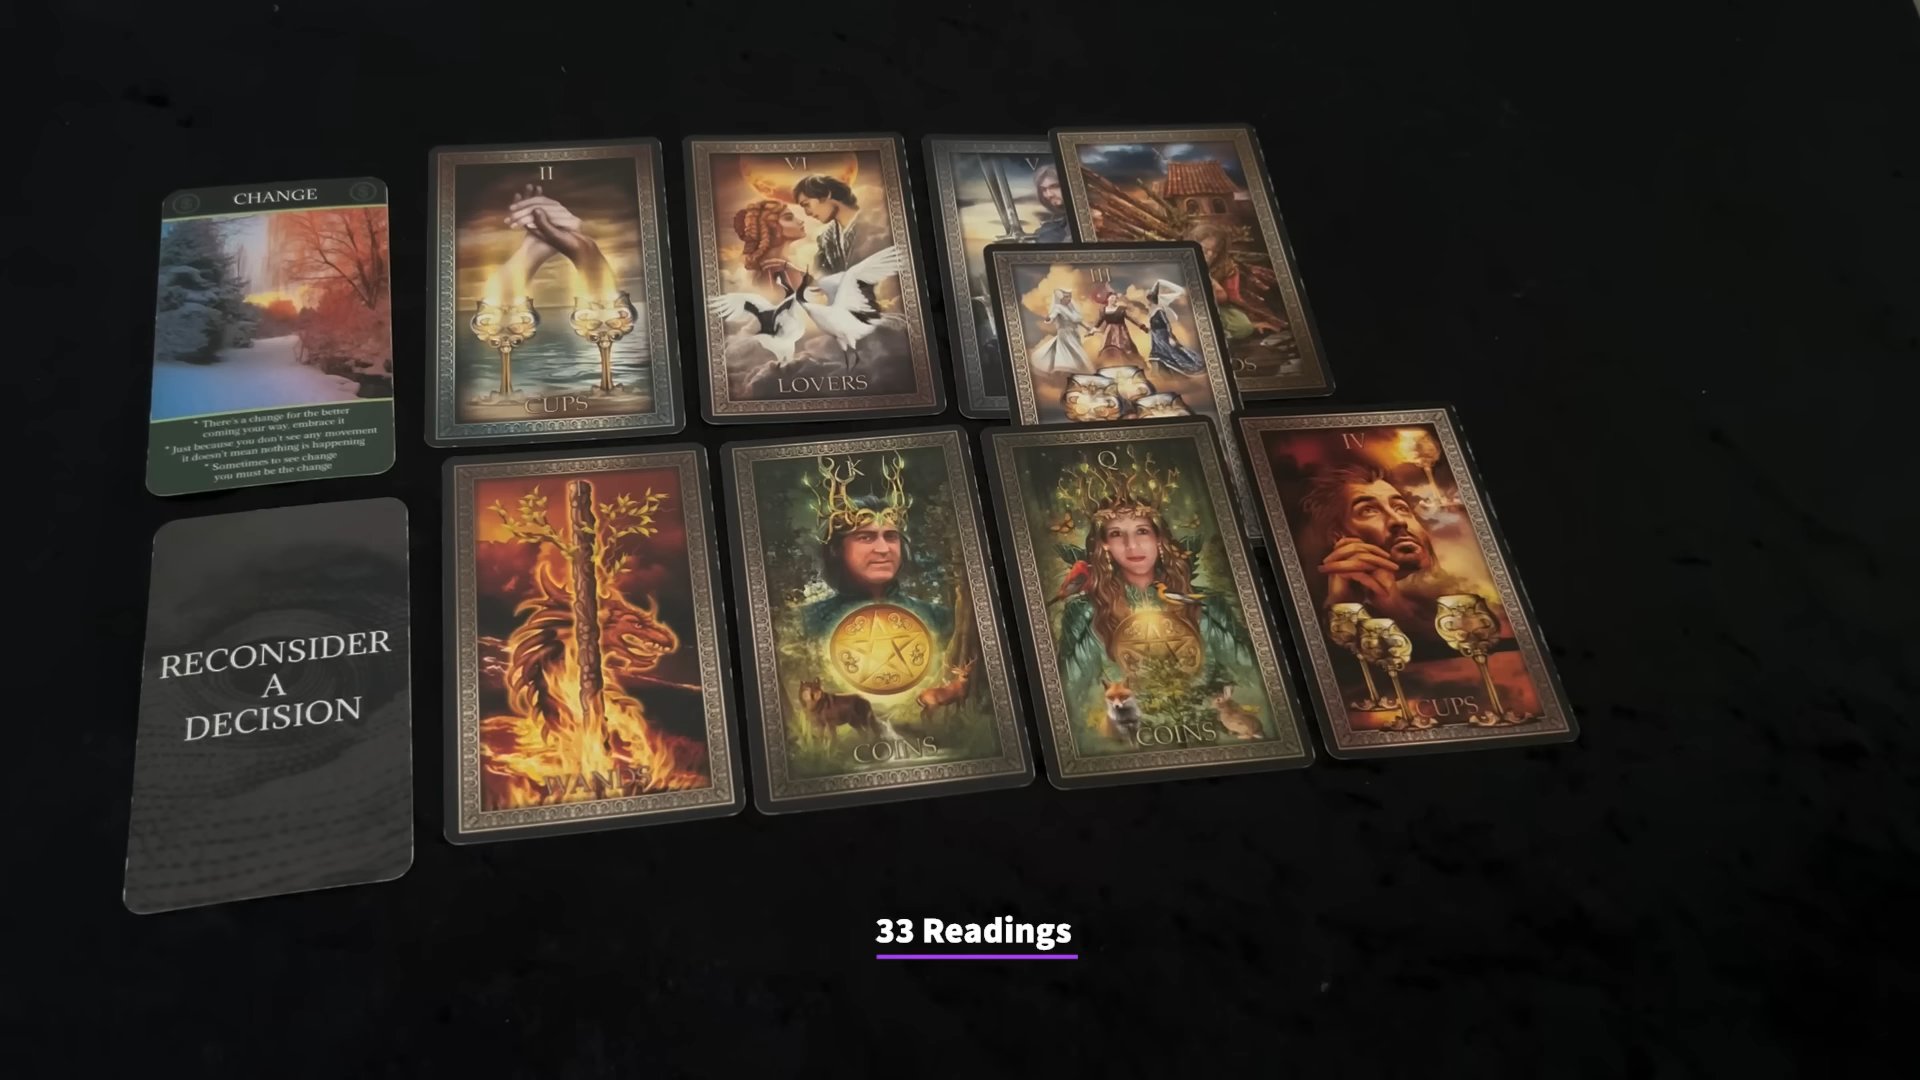 CHANGE
* There's a change for the better
coming your way, embrace it
* Just because you don't see any movement
it doesn't mean nothing is happening
* Sometimes to see change
you must be the change
RECONSIDER
A
DECISION
II
CUPS
VI
LOVERS
V
III
WANDS
K
COINS
Q
COINS
IV
CUPS
33 Readings